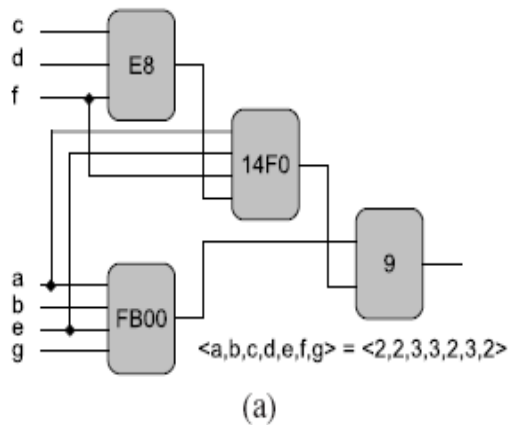 c
d
E8
f
14F0
a
b
9
e
FB00
g
<a,b,c,d,e,f,g> = <2,2,3,3,2,3,2>
(a)